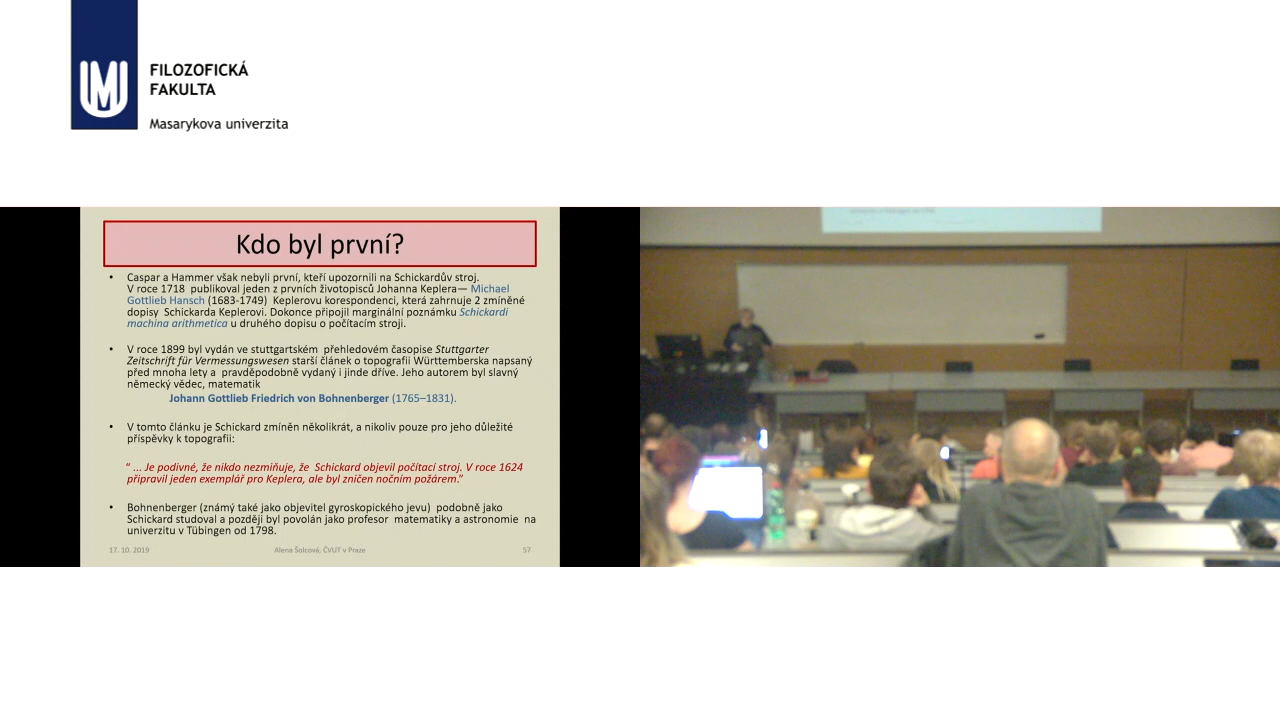 FILOZOFICKÁ
FAKULTA
Masarykova univerzita
Kdo byl první?
• Caspar a Hammer však nebyli první, kteří upozornili na Schickardův stroj.
V roce 1718 publikoval jeden z prvních životopisců Johanna Keplera— Michael
Gottlieb Hansch (1683-1749) Keplerovu korespondenci, která zahrnuje 2 zmíněné
dopisy Schickarda Keplerovi. Dokonce připojil marginální poznámku Schickardi
machina arithmetica u druhého dopisu o počítacím stroji.
• V roce 1899 byl vydán ve stuttgartském přehledovém časopise Stuttgarter
Zeitschrift für Vermessungswesen starší článek o topografii Württemberska napsaný
před mnoha lety a pravděpodobně vydaný i jinde dříve. Jeho autorem byl slavný
německý vědec, matematik
Johann Gottlieb Friedrich von Bohnenberger (1765–1831).
• V tomto článku je Schickard zmíněn několikrát, a nikoliv pouze pro jeho důležité
příspěvky k topografii:
" ... Je podivné, že nikdo nezmiňuje, že Schickard objevil počítací stroj. V roce 1624
připravil jeden exemplář pro Keplera, ale byl zničen nočním požárem."
• Bohnenberger (známý také jako objevitel gyroskopického jevu) podobně jako
Schickard studoval a později byl povolán jako profesor matematiky a astronomie na
univerzitu v Tübingen od 1798.
17. 10. 2019
Alena Šolcová, ČVUT v Praze
57